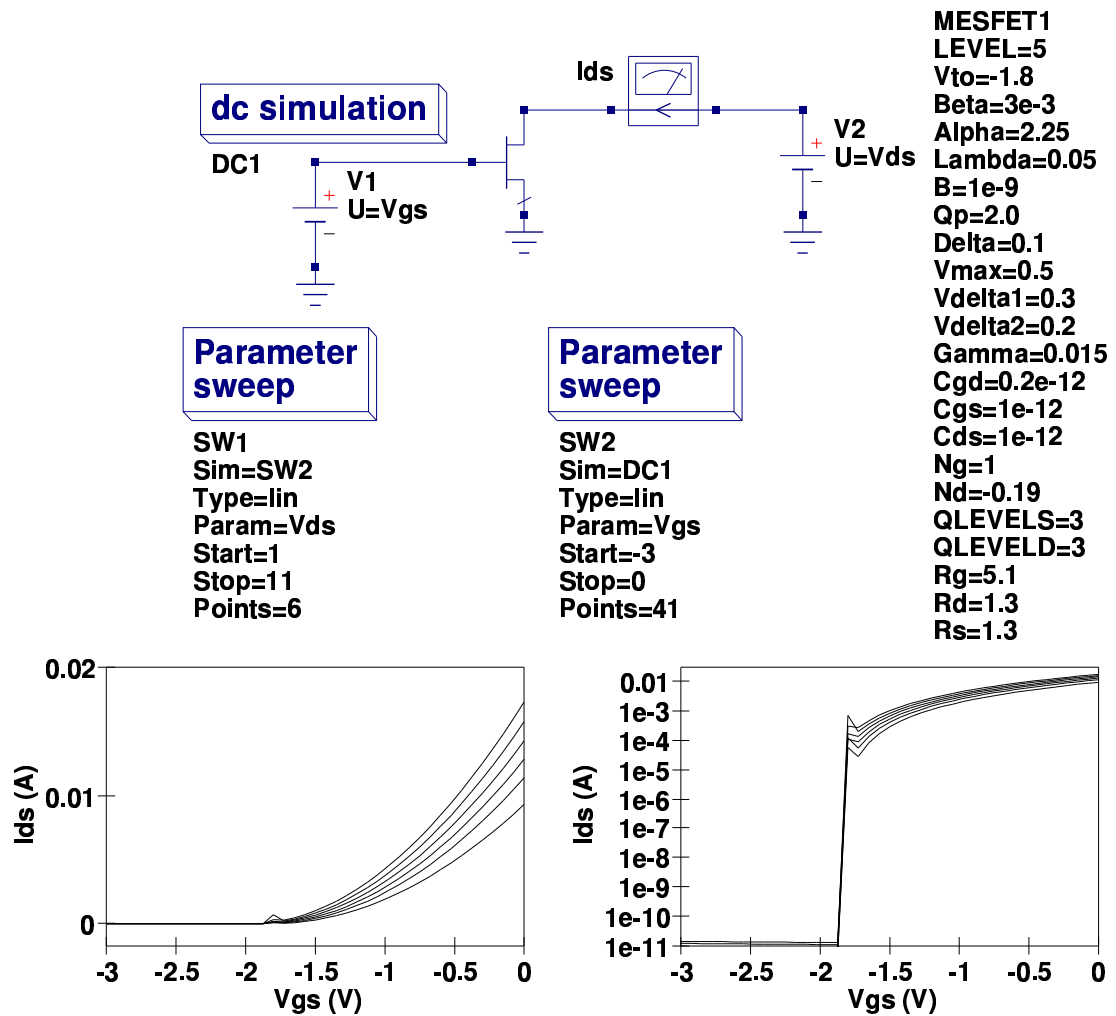 dc simulation
DC1
V1
U=Vgs
Ids
V2
U=Vds
MESFET1
LEVEL=5
Vto=-1.8
Beta=3e-3
Alpha=2.25
Lambda=0.05
B=1e-9
Qp=2.0
Delta=0.1
Vmax=0.5
Vdelta1=0.3
Vdelta2=0.2
Gamma=0.015
Cgd=0.2e-12
Cgs=1e-12
Cds=1e-12
Ng=1
Nd=-0.19
QLEVELS=3
QLEVELD=3
Rg=5.1
Rd=1.3
Rs=1.3
Parameter
sweep
SW1
Sim=SW2
Type=lin
Param=Vds
Start=1
Stop=11
Points=6
Parameter
sweep
SW2
Sim=DC1
Type=lin
Param=Vgs
Start=-3
Stop=0
Points=41
0.02
0.01
0
Ids (A)
-3 -2.5 -2 -1.5 -1 -0.5 0
Vgs (V)
0.01
1e-3
1e-4
1e-5
1e-6
1e-7
1e-8
1e-9
1e-10
1e-11
Ids (A)
-3 -2.5 -2 -1.5 -1 -0.5 0
Vgs (V)